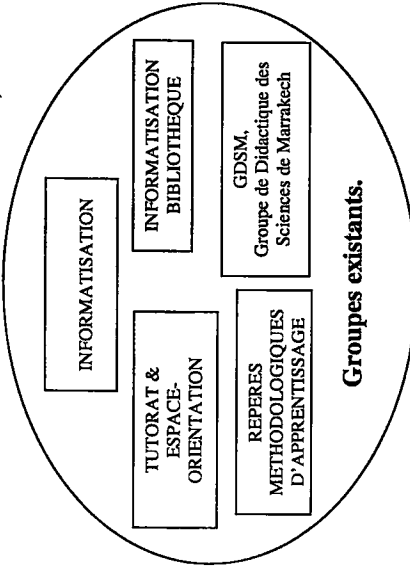 INFORMATISATION
TUTORAT &
ESPACE-
ORIENTATION
INFORMATISATION
BIBLIOTHEQUE
REPERES
METHODOLOGIQUES
D'APPRENTISSAGE
GDSM,
Groupe de Didactique des
Sciences de Marrakech
Groupes existants.